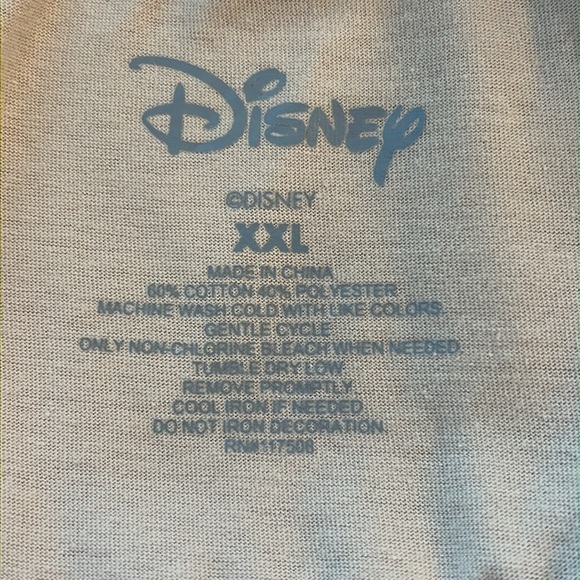 Disney
©DISNEY
XXL
MADE IN CHINA
60% COTTON 40% POLYESTER
MACHINE WASH COLD WITH LIKE COLORS.
GENTLE CYCLE
ONLY NON-CHLORINE BLEACH WHEN NEEDED.
TUMBLE DRY LOW
REMOVE PROMPTLY.
COOL IRON IF NEEDED.
DO NOT IRON DECORATION.
RN#117508